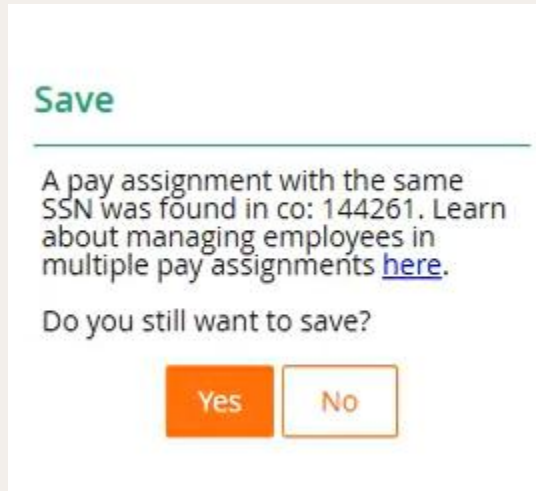 Save
A pay assignment with the same
SSN was found in co: 144261. Learn
about managing employees in
multiple pay assignments here.
Do you still want to save?
Yes
No